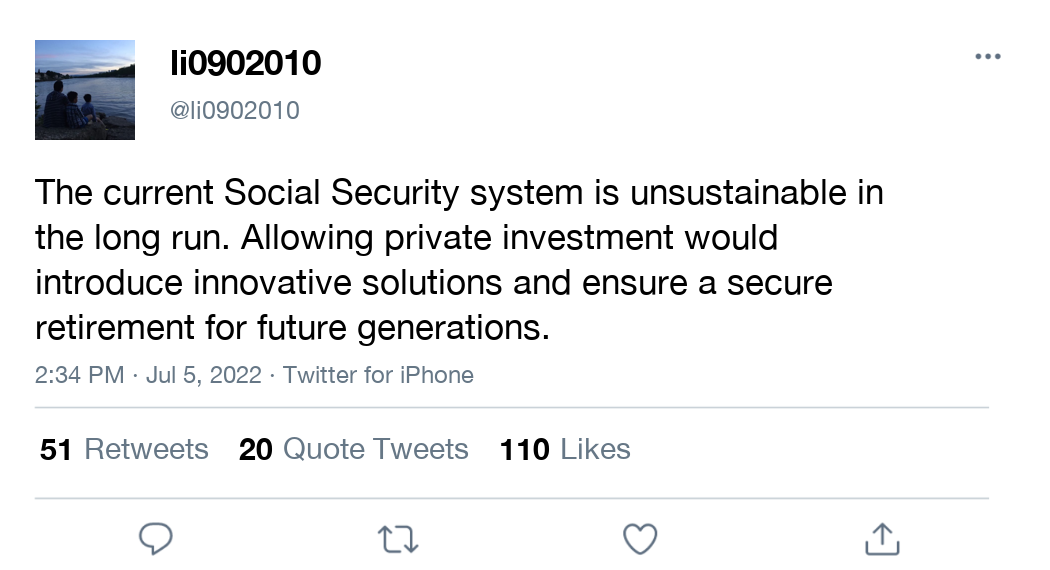 li0902010
@li0902010
The current Social Security system is unsustainable in
the long run. Allowing private investment would
introduce innovative solutions and ensure a secure
retirement for future generations.
2:34 PM · Jul 5, 2022 · Twitter for iPhone
51 Retweets 20 Quote Tweets 110 Likes